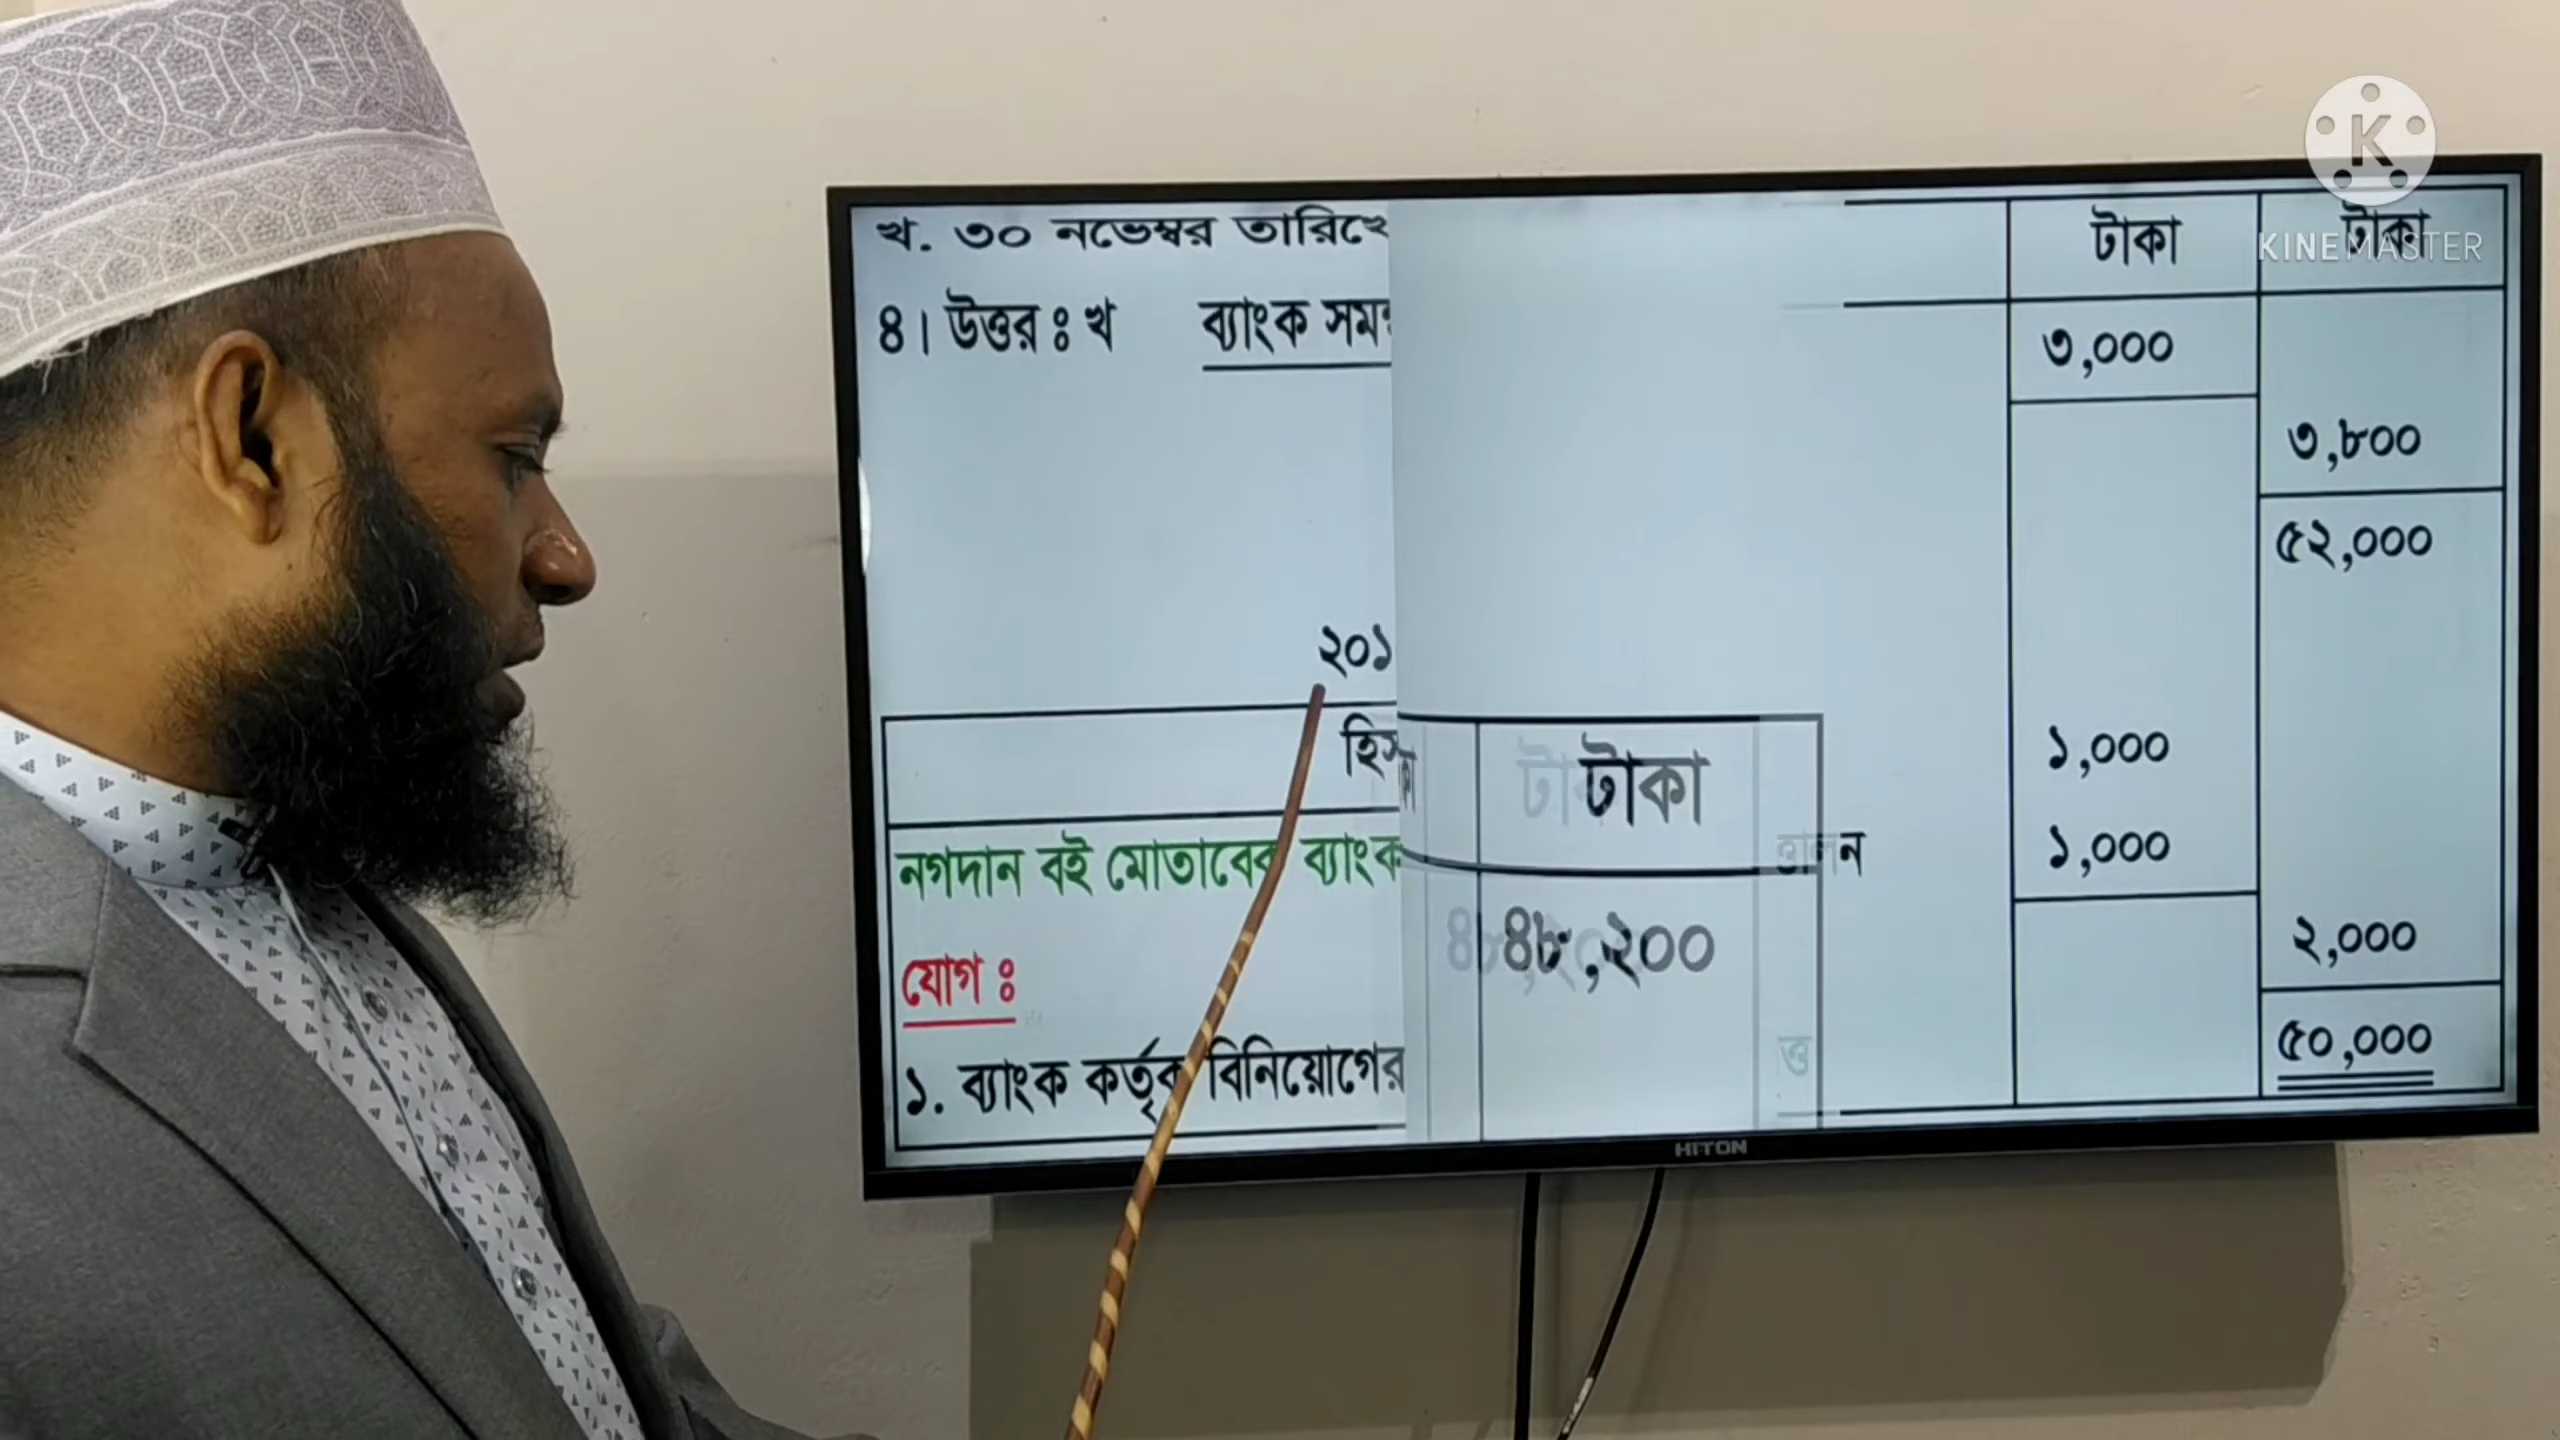 খ. ৩০ নভেম্বর তারিখে
৪। উত্তর ঃ খ ব্যাংক
২০১
নগদান বই মোতাবেক ব্যাংক
যোগ ঃ
১. ব্যাংক কর্তৃক বিনিয়োগের
টাকা
৪৮,২০০
টাকা টাকা
৩,০০০
৩,৮০০
৫২,০০০
১,০০০
১,০০০
২,০০০
৫০,০০০
HITON
K
KINEMASTER